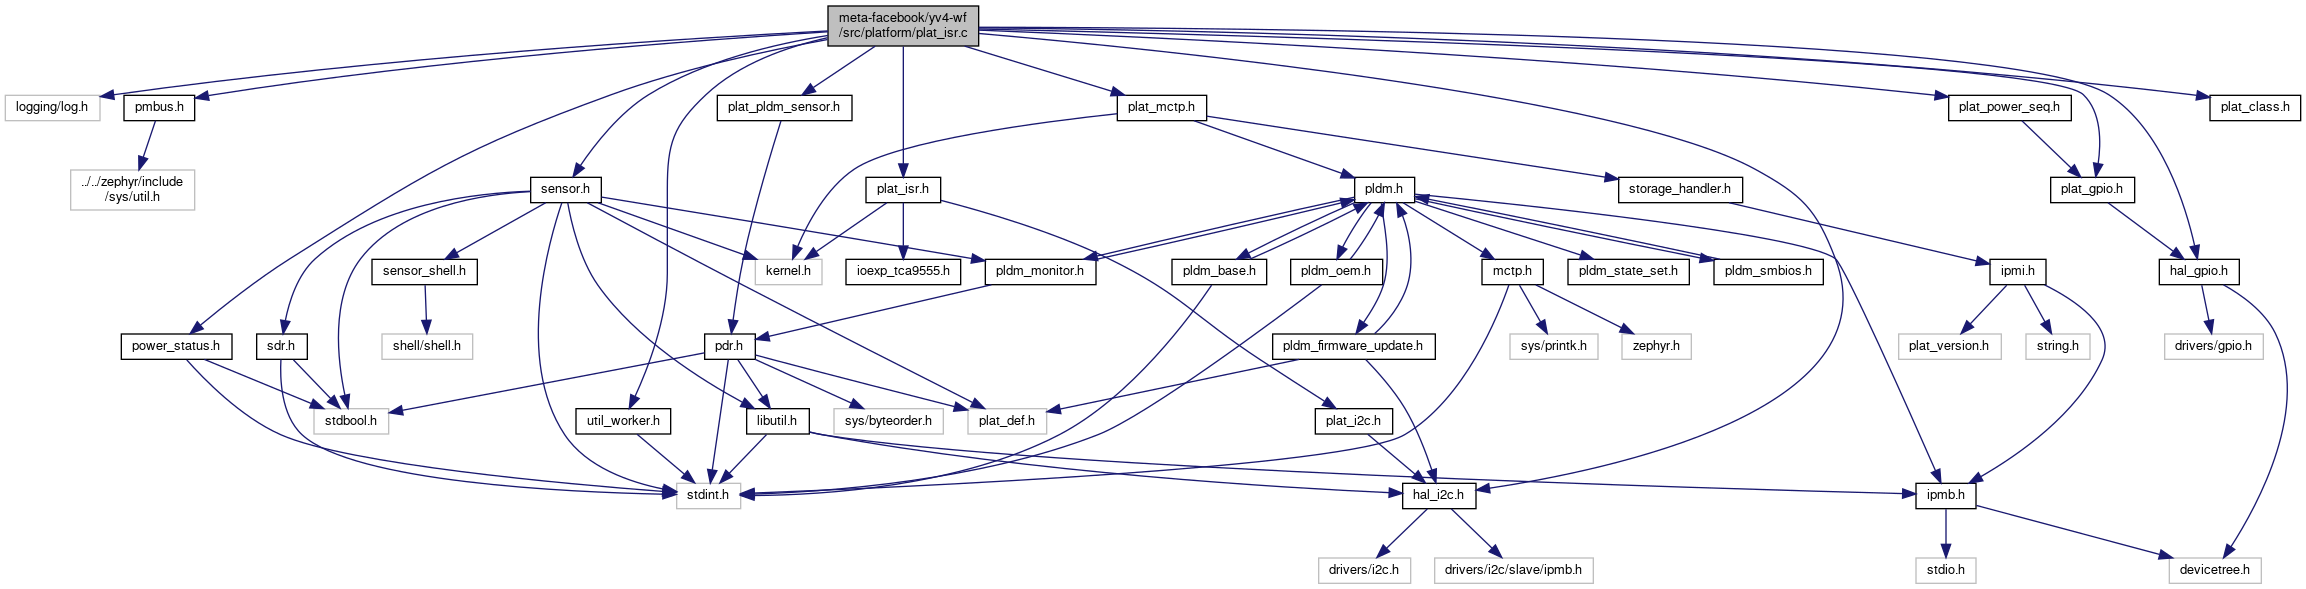 meta-facebook/yv4-wf
/src/platform/plat_isr.c
logging/log.h
pmbus.h
plat_pldm_sensor.h
plat_mctp.h
plat_power_seq.h
plat_class.h
../../zephyr/include
/sys/util.h
sensor.h
plat_isr.h
pldm.h
storage_handler.h
plat_gpio.h
sensor_shell.h
kernel.h
ioexp_tca9555.h
pldm_monitor.h
pldm_base.h
pldm_oem.h
mctp.h
pldm_state_set.h
pldm_smbios.h
ipmi.h
hal_gpio.h
power_status.h
sdr.h
shell/shell.h
pdr.h
pldm_firmware_update.h
sys/printk.h
zephyr.h
plat_version.h
string.h
drivers/gpio.h
stdbool.h
util_worker.h
libutil.h
sys/byteorder.h
plat_def.h
plat_i2c.h
stdint.h
hal_i2c.h
ipmb.h
drivers/i2c.h
drivers/i2c/slave/ipmb.h
stdio.h
devicetree.h